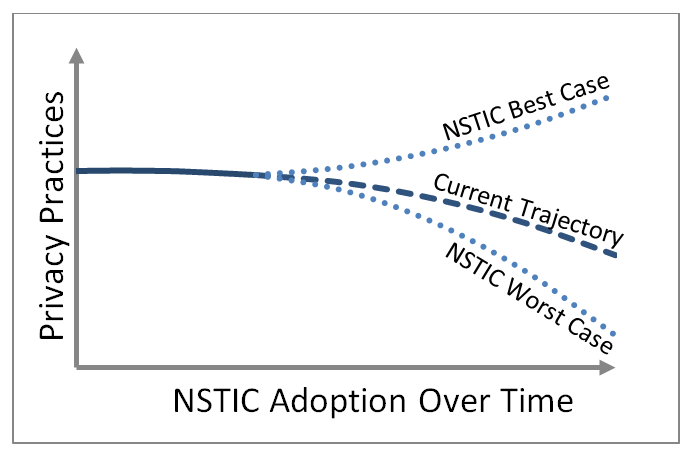 Privacy Practices
NSTIC Best Case
Current Trajectory
NSTIC Worst Case
NSTIC Adoption Over Time